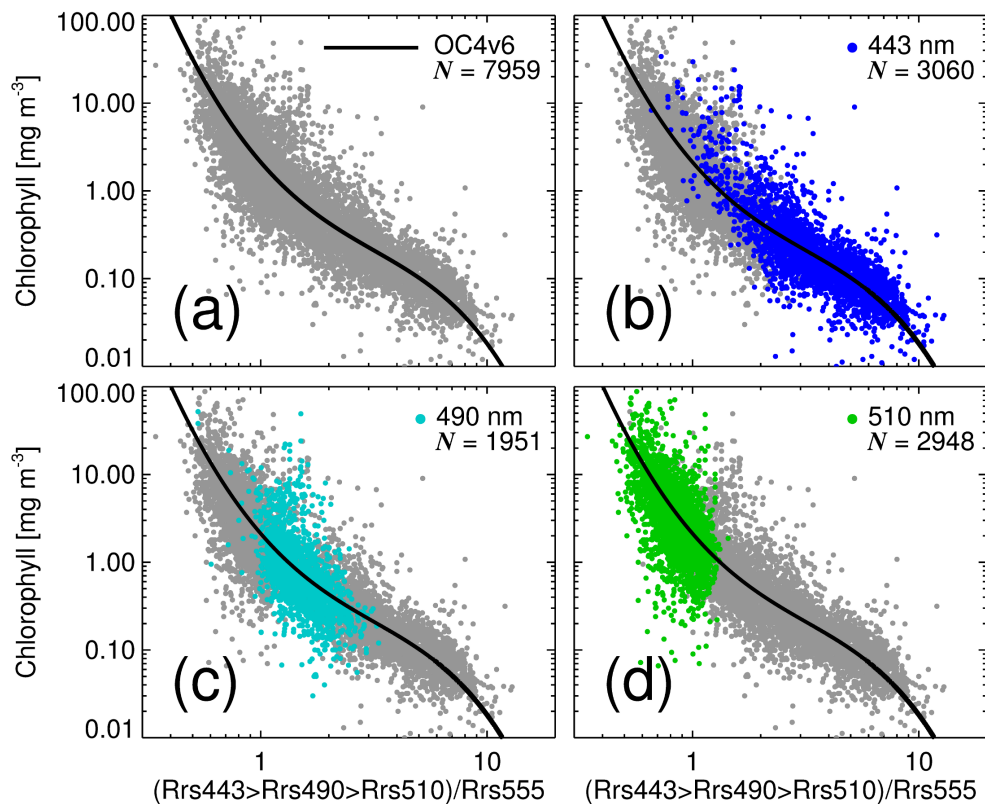 100.00
10.00
1.00
0.10
0.01
Chlorophyll [mg m⁻³]
OC4v6
N = 7959
(a)
443 nm
N = 3060
(b)
100.00
10.00
1.00
0.10
0.01
Chlorophyll [mg m⁻³]
490 nm
N = 1951
(c)
1
10
(Rrs443>Rrs490>Rrs510)/Rrs555
510 nm
N = 2948
(d)
1
10
(Rrs443>Rrs490>Rrs510)/Rrs555